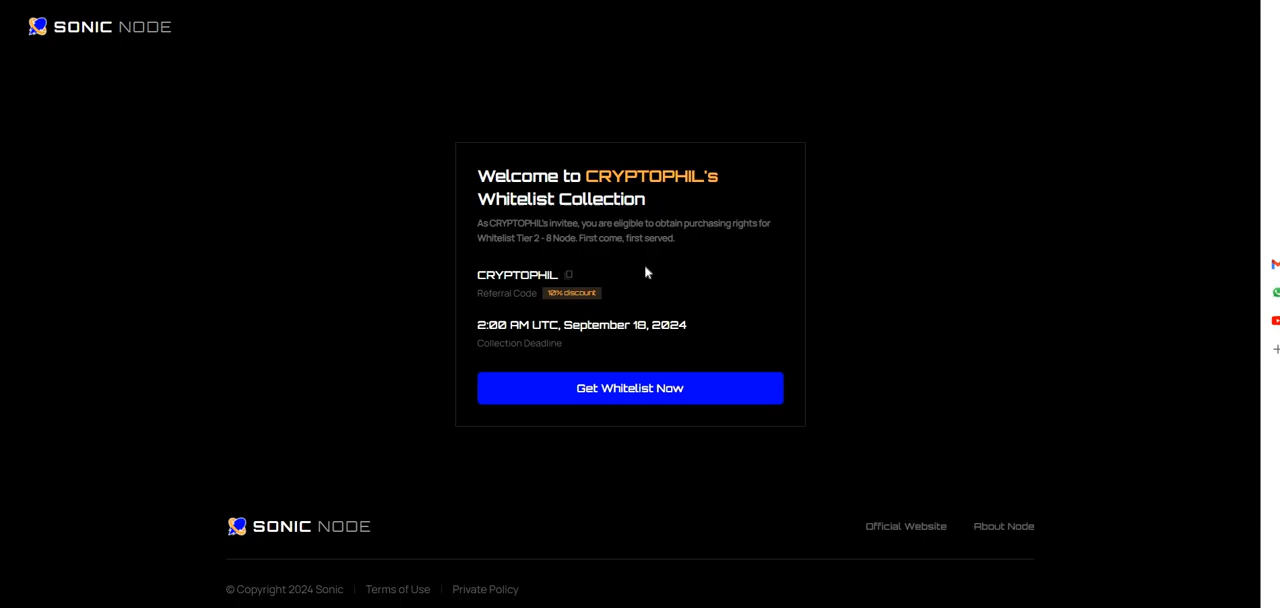 SONIC NODE
Welcome to CRYPTOPHIL's
Whitelist Collection
As CRYPTOPHIL's invitee, you are eligible to obtain purchasing rights for
Whitelist Tier 2 - 8 Node. First come, first served.
CRYPTOPHIL
Referral Code 10% discount
2:00 AM UTC, September 18, 2024
Collection Deadline
Get Whitelist Now
SONIC NODE
Official Website About Node
© Copyright 2024 Sonic Terms of Use Private Policy